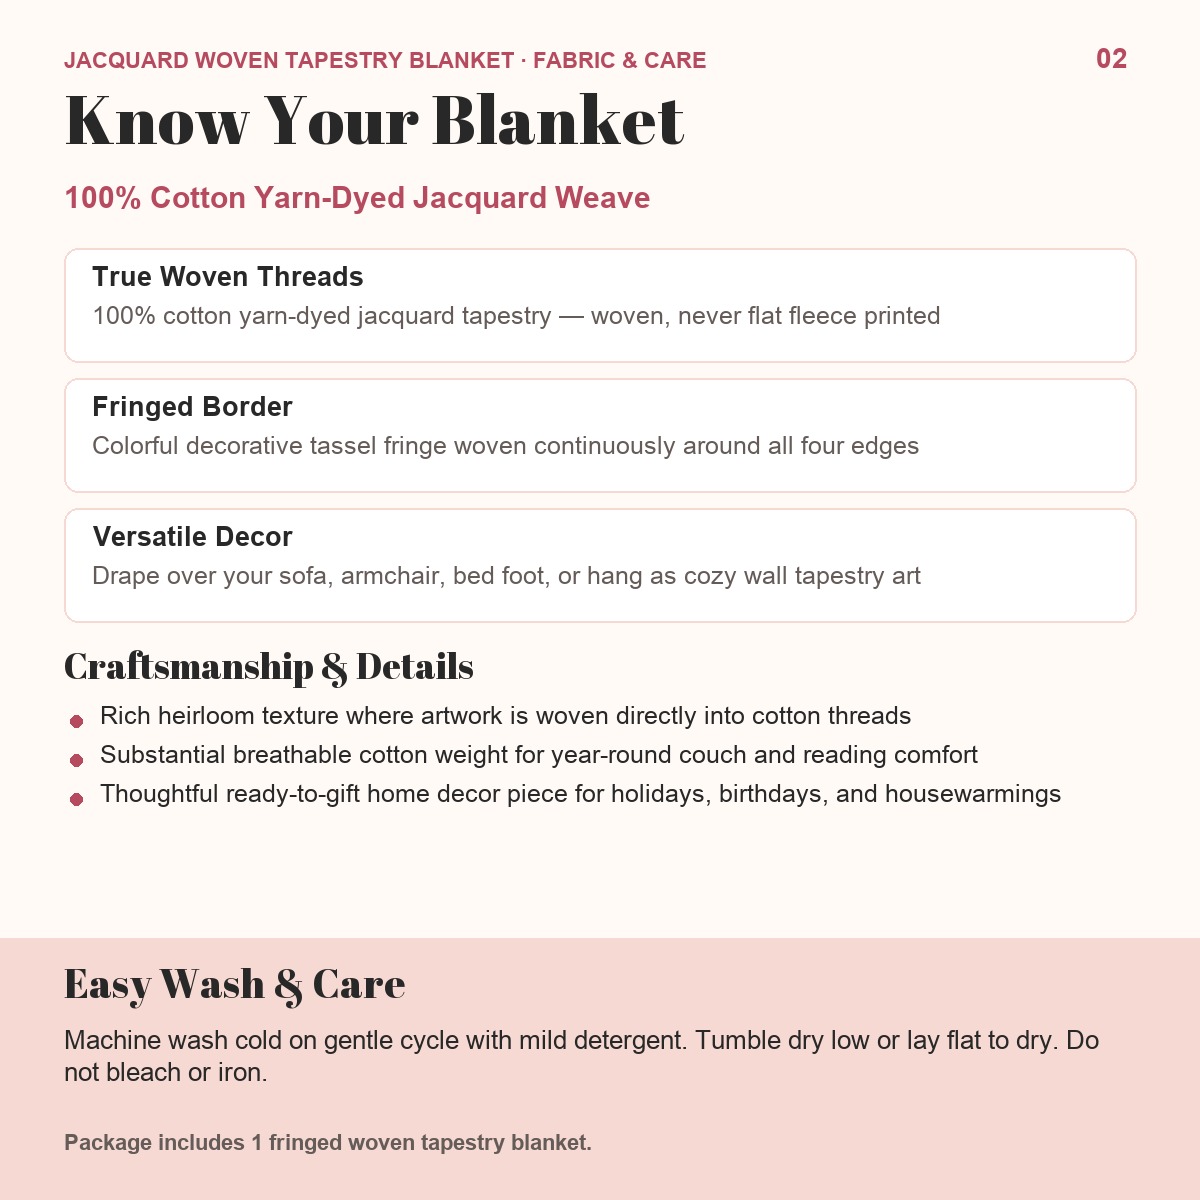 JACQUARD WOVEN TAPESTRY BLANKET · FABRIC & CARE
02
Know Your Blanket
100% Cotton Yarn-Dyed Jacquard Weave
True Woven Threads
100% cotton yarn-dyed jacquard tapestry — woven, never flat fleece printed
Fringed Border
Colorful decorative tassel fringe woven continuously around all four edges
Versatile Decor
Drape over your sofa, armchair, bed foot, or hang as cozy wall tapestry art
Craftsmanship & Details
Rich heirloom texture where artwork is woven directly into cotton threads
Substantial breathable cotton weight for year-round couch and reading comfort
Thoughtful ready-to-gift home decor piece for holidays, birthdays, and housewarmings
Easy Wash & Care
Machine wash cold on gentle cycle with mild detergent. Tumble dry low or lay flat to dry. Do
not bleach or iron.
Package includes 1 fringed woven tapestry blanket.